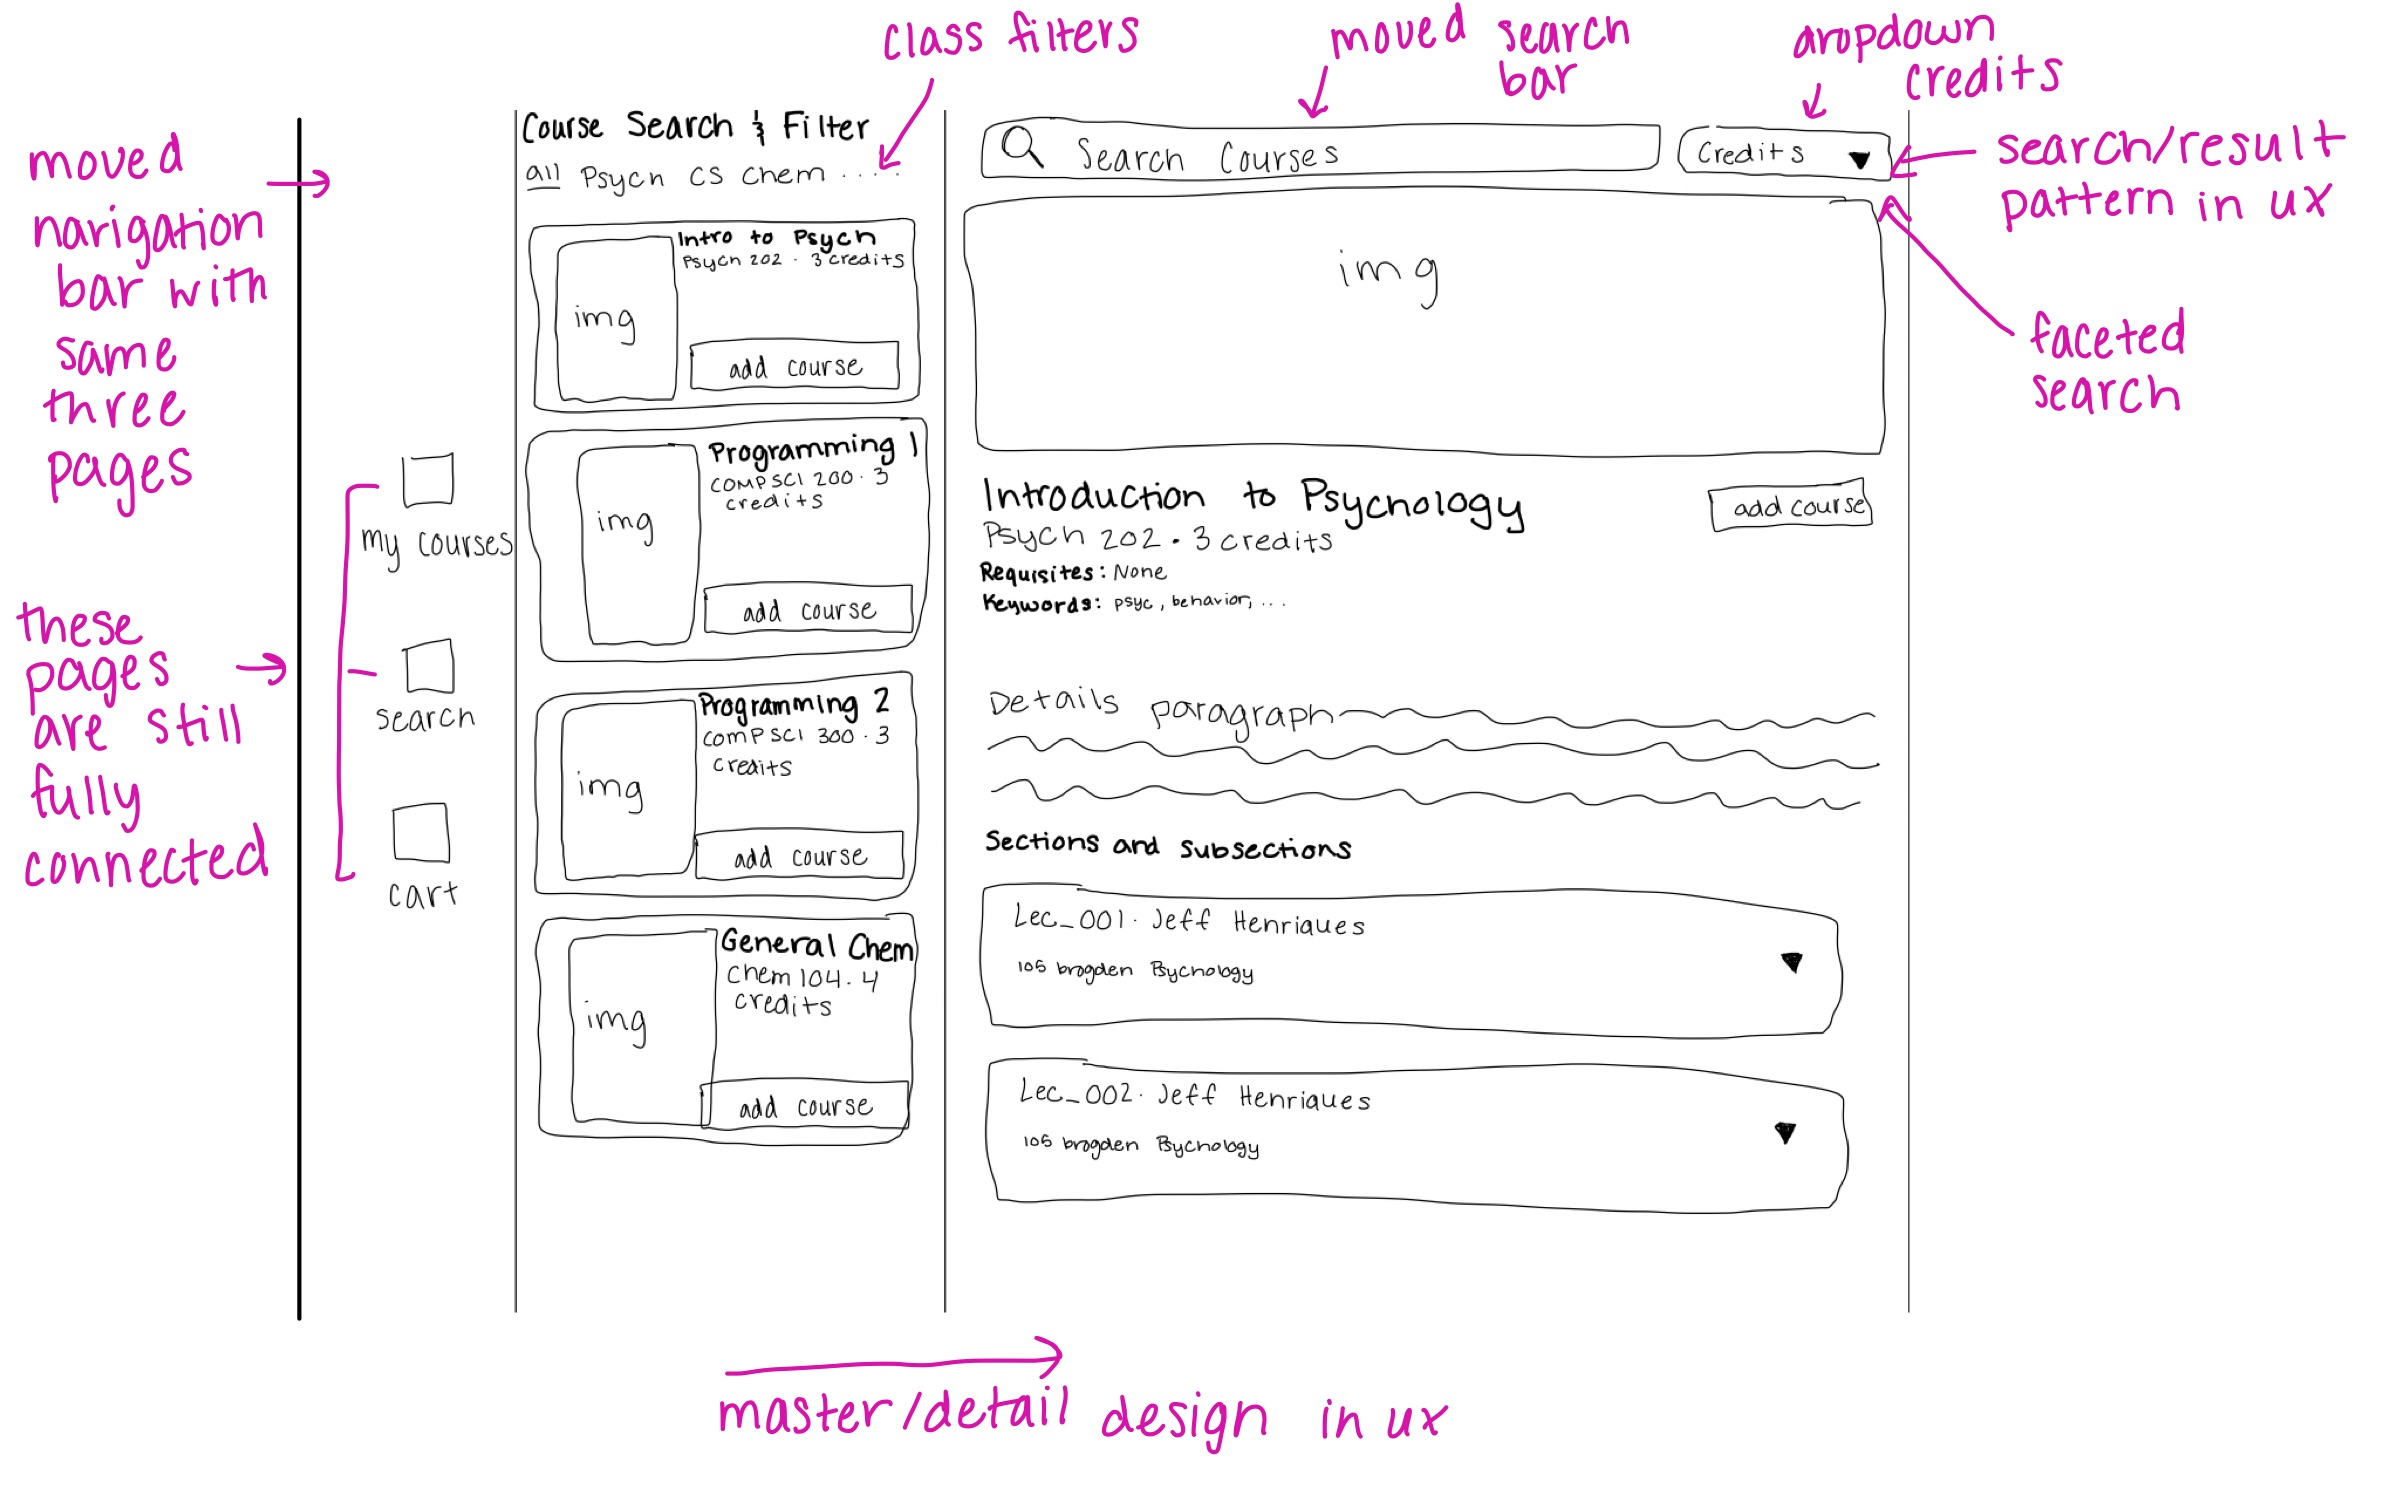 class filters
moved search
bar
dropdown
credits
moved
navigation
bar with
same
three
pages
these
pages
are still
fully
connected
my courses
search
cart
Course Search & Filter
all Psych CS Chem ....
Intro to Psych
Psych 202 · 3 credits
img
add course
Programming 1
COMPSCI 200 · 3
credits
img
add course
Programming 2
COMPSCI 300 · 3
credits
img
add course
General Chem
Chem 104 · 4
credits
img
add course
Search Courses
Credits
search/result
pattern in ux
faceted
search
img
Introduction to Psychology
add course
Psych 202 · 3 credits
Requisites: None
Keywords: psyc, behavior, ...
Details paragraph
Sections and Subsections
Lec_001 · Jeff Henriques
105 brogden Psychology
Lec_002 · Jeff Henriques
105 brogden Psychology
master/detail design in ux